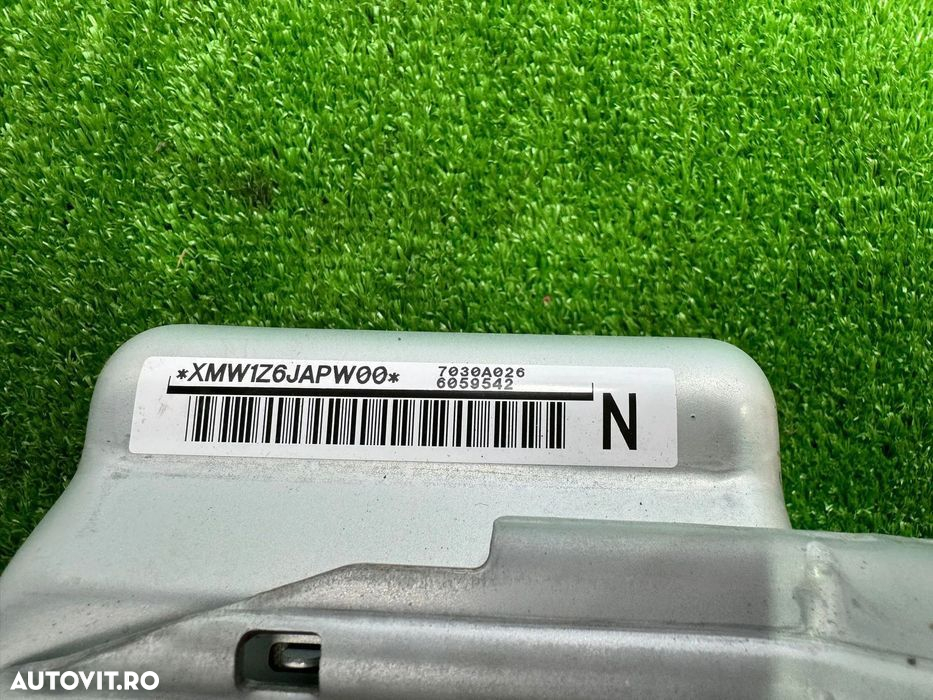 *XMW1Z6JAPW00*
7030A026
6059542
N
AUTOVIT.RO